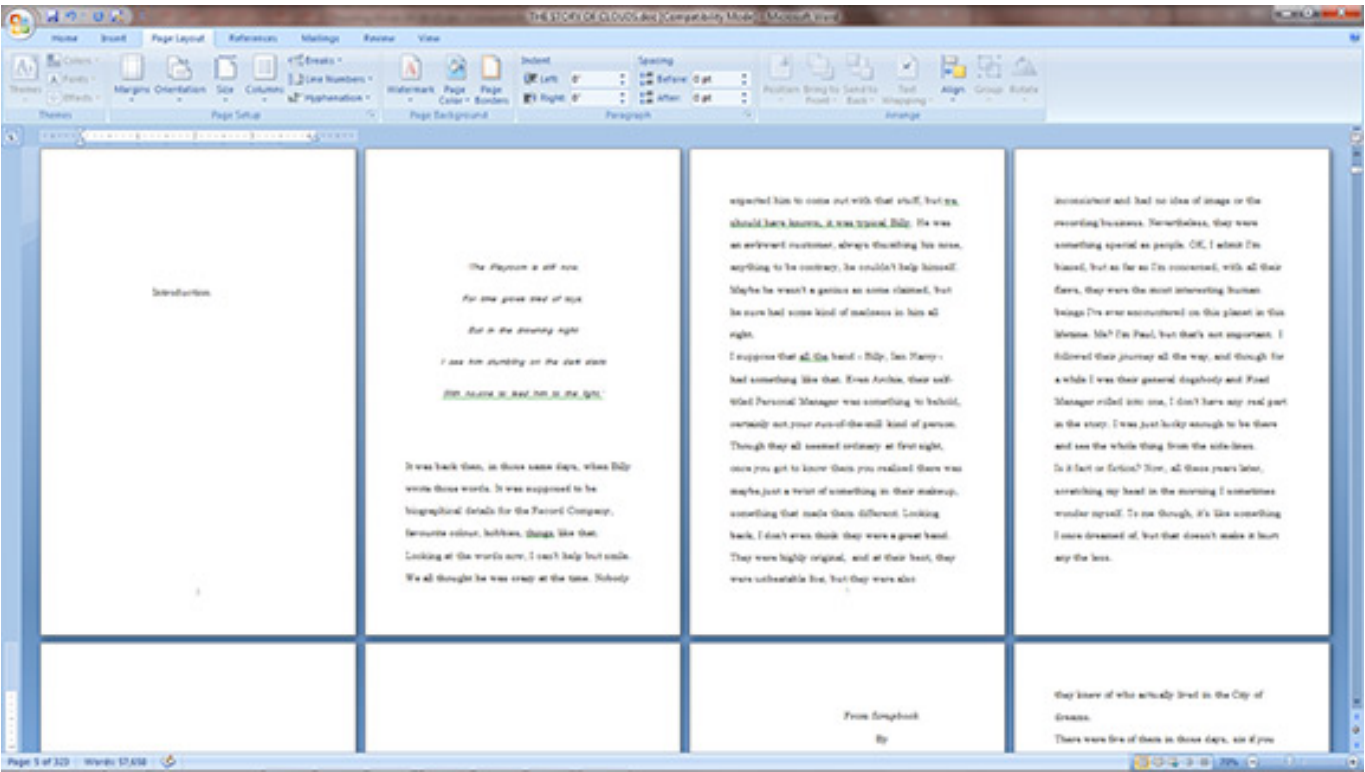 THE STORY OF CLOUDS.doc [Compatibility Mode] - Microsoft Word
Home Insert Page Layout References Mailings Review View
Themes
Colors
Fonts
Effects
Themes
Margins Orientation Size Columns
Breaks
Line Numbers
Hyphenation
Page Setup
Watermark Page Color Page Borders
Page Background
Indent
Left: 0"
Right: 0"
Spacing
Before: 0 pt
After: 0 pt
Paragraph
Position Bring to Front Send to Back Text Wrapping Align Group Rotate
Arrange
Introduction.
'The Playroom is still now
For time grows tired of toys
But in the drowning night
I see him stumbling on the dark stairs
With no-one to lead him to the light.'
It was back then, in those same days, when Billy
wrote those words. It was supposed to be
biographical details for the Record Company,
favourite colour, hobbies, things like that.
Looking at the words now, I can't help but smile.
We all thought he was crazy at the time. Nobody
expected him to come out with that stuff, but we
should have known, it was typical Billy. He was
an awkward customer, always thumbing his nose,
anything to be contrary, he couldn't help himself.
Maybe he wasn't a genius as some claimed, but
he sure had some kind of madness in him all
right.
I suppose that all the band - Billy, Ian Harry -
had something like that. Even Archie, their self-
titled Personal Manager was something to behold,
certainly not your run-of-the-mill kind of person.
Though they all seemed ordinary at first sight,
once you got to know them you realised there was
maybe just a twist of something in their makeup,
something that made them different. Looking
back, I don't even think they were a great band.
They were highly original, and at their best, they
were unbeatable live, but they were also
inconsistent and had no idea of image or the
recording business. Nevertheless, they were
something special as people. OK, I admit I'm
biased, but as far as I'm concerned, with all their
flaws, they were the most interesting human
beings I've ever encountered on this planet in this
lifetime. Me? I'm Paul, but that's not important. I
followed their journey all the way, and though for
a while I was their general dogsbody and Road
Manager rolled into one, I don't have any real part
in the story. I was just lucky enough to be there
and see the whole thing from the side-lines.
Is it fact or fiction? Now, all these years later,
scratching my head in the morning I sometimes
wonder myself. To me though, it's like something
I once dreamed of, but that doesn't make it hurt
any the less.
From Scrapbook
By
they knew of who actually lived in the City of
Dreams.
There were five of them in those days, six if you
Page: 5 of 323 Words: 57,658
70%